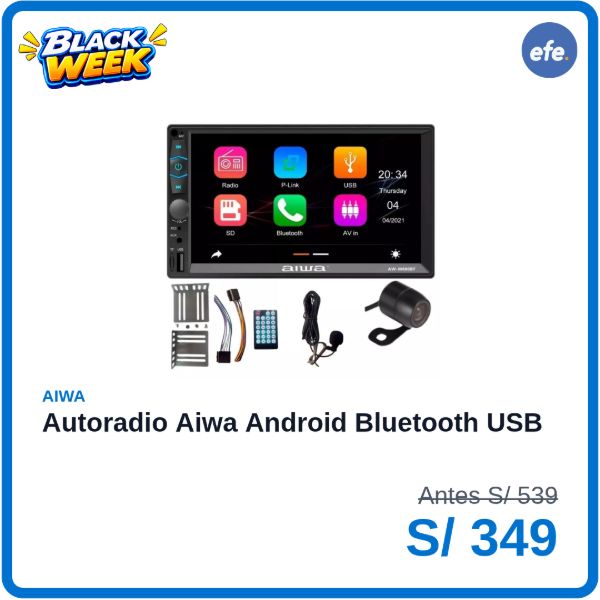 BLACK
WEEK
efe.
Radio
P-Link
USB
20:34
Thursday
04
04/2021
SD
Bluetooth
AV in
aiwa
AIWA
Autoradio Aiwa Android Bluetooth USB
Antes S/ 539
S/ 349